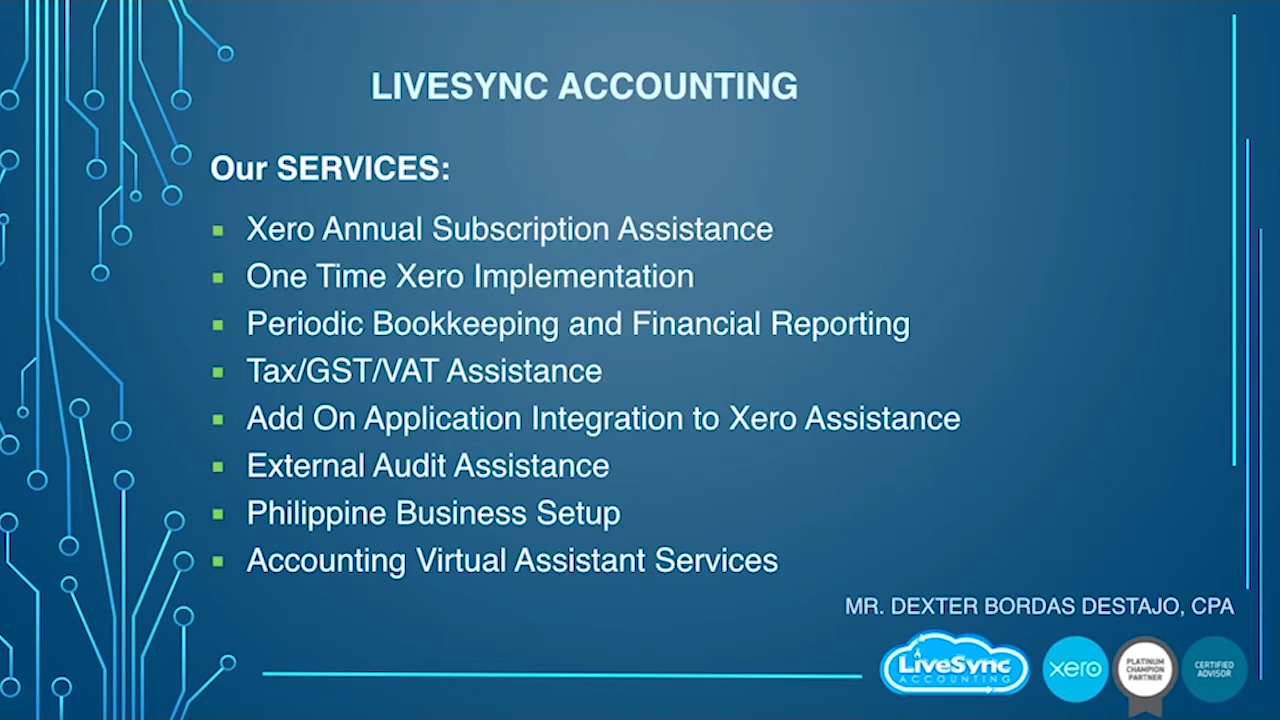 LIVESYNC ACCOUNTING
Our SERVICES:
Xero Annual Subscription Assistance
One Time Xero Implementation
Periodic Bookkeeping and Financial Reporting
Tax/GST/VAT Assistance
Add On Application Integration to Xero Assistance
External Audit Assistance
Philippine Business Setup
Accounting Virtual Assistant Services
MR. DEXTER BORDAS DESTAJO, CPA
LiveSync
ACCOUNTING
xero
PLATINUM
CHAMPION
PARTNER
CERTIFIED
ADVISOR